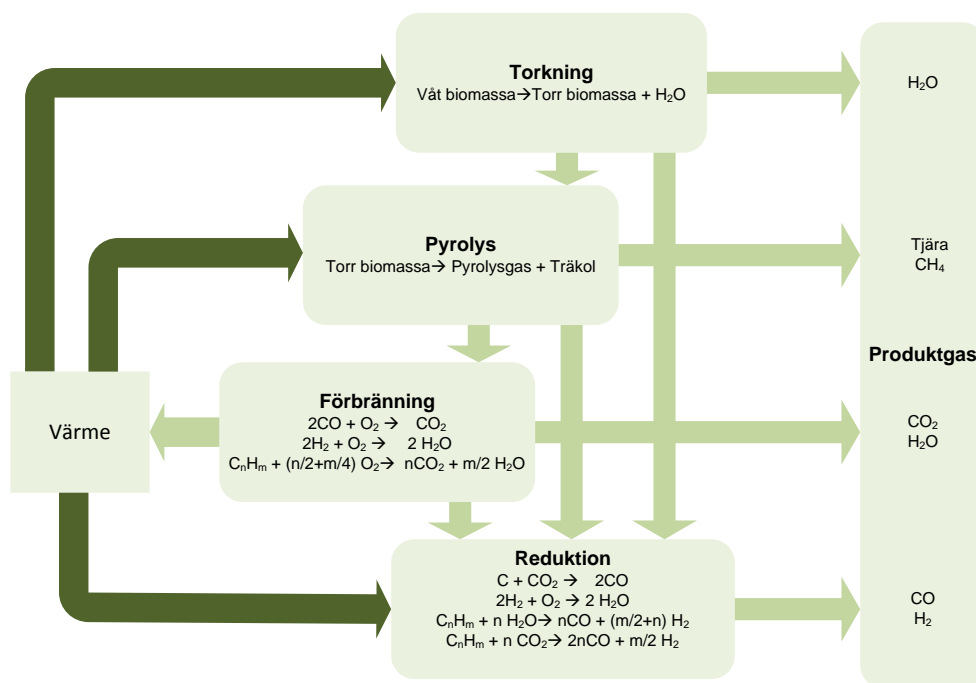 Torkning
Våt biomassa→Torr biomassa + H₂O
H₂O
Pyrolys
Torr biomassa→ Pyrolysgas + Träkol
Tjära
CH₄
Produktgas
Värme
Förbränning
2CO + O₂ → CO₂
2H₂ + O₂ → 2 H₂O
CₙHₘ + (n/2+m/4) O₂→ nCO₂ + m/2 H₂O
CO₂
H₂O
Reduktion
C + CO₂ → 2CO
2H₂ + O₂→ 2 H₂O
CₙHₘ + n H₂O→ nCO + (m/2+n) H₂
CₙHₘ + n CO₂→ 2nCO + m/2 H₂
CO
H₂